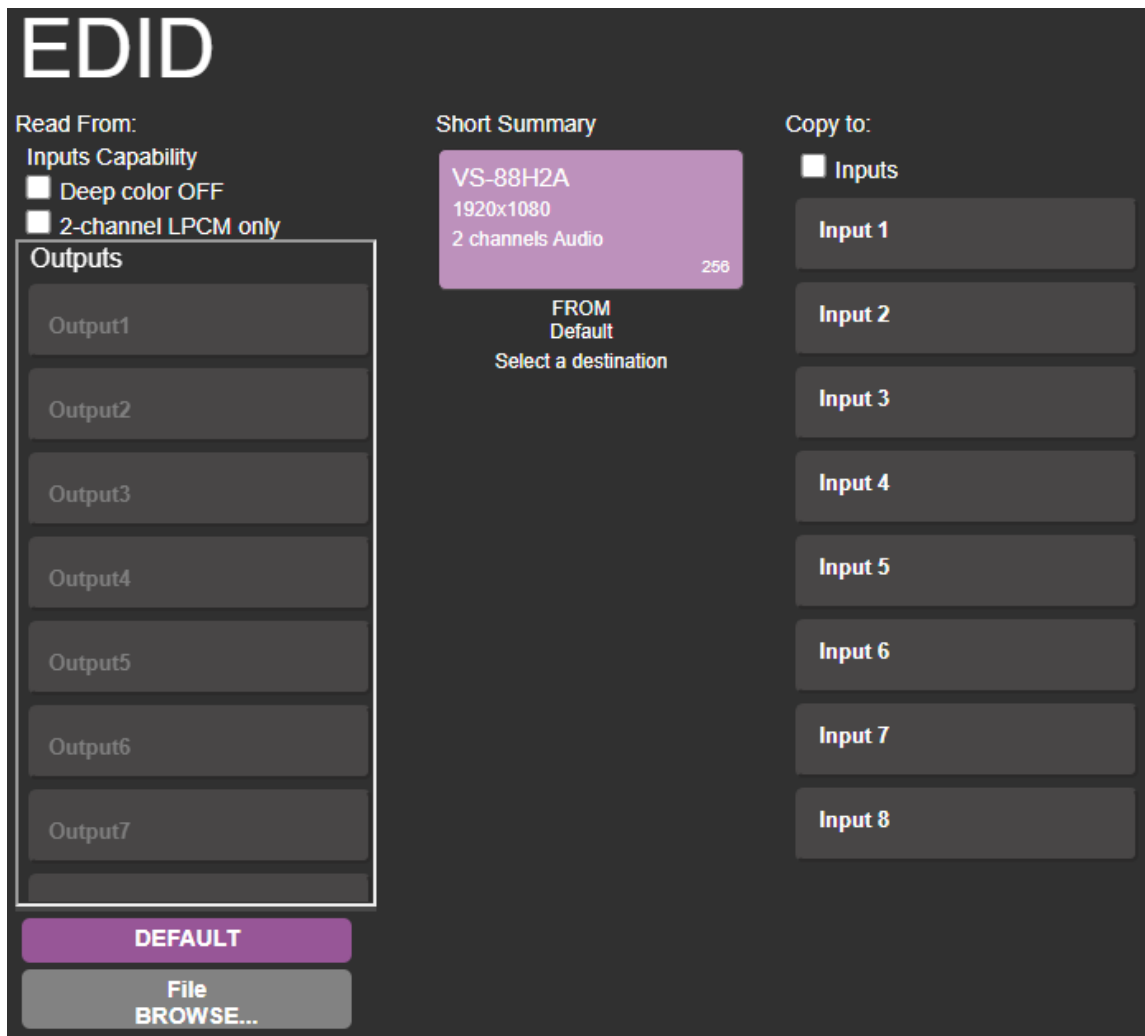 EDID
Read From:
Inputs Capability
Deep color OFF
2-channel LPCM only
Outputs
Output1
Output2
Output3
Output4
Output5
Output6
Output7
DEFAULT
File
BROWSE...
Short Summary
VS-88H2A
1920x1080
2 channels Audio
256
FROM
Default
Select a destination
Copy to:
Inputs
Input 1
Input 2
Input 3
Input 4
Input 5
Input 6
Input 7
Input 8